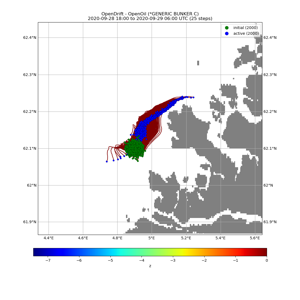 OpenDrift - OpenOil (*GENERIC BUNKER C)
2020-09-28 18:00 to 2020-09-29 06:00 UTC (25 steps)
initial (2000)
active (2000)
62.4°N 62.4°N
62.3°N 62.3°N
62.2°N 62.2°N
62.1°N 62.1°N
62°N 62°N
61.9°N 61.9°N
4.4°E 4.6°E 4.8°E 5°E 5.2°E 5.4°E 5.6°E
−7 −6 −5 −4 −3 −2 −1 0
z